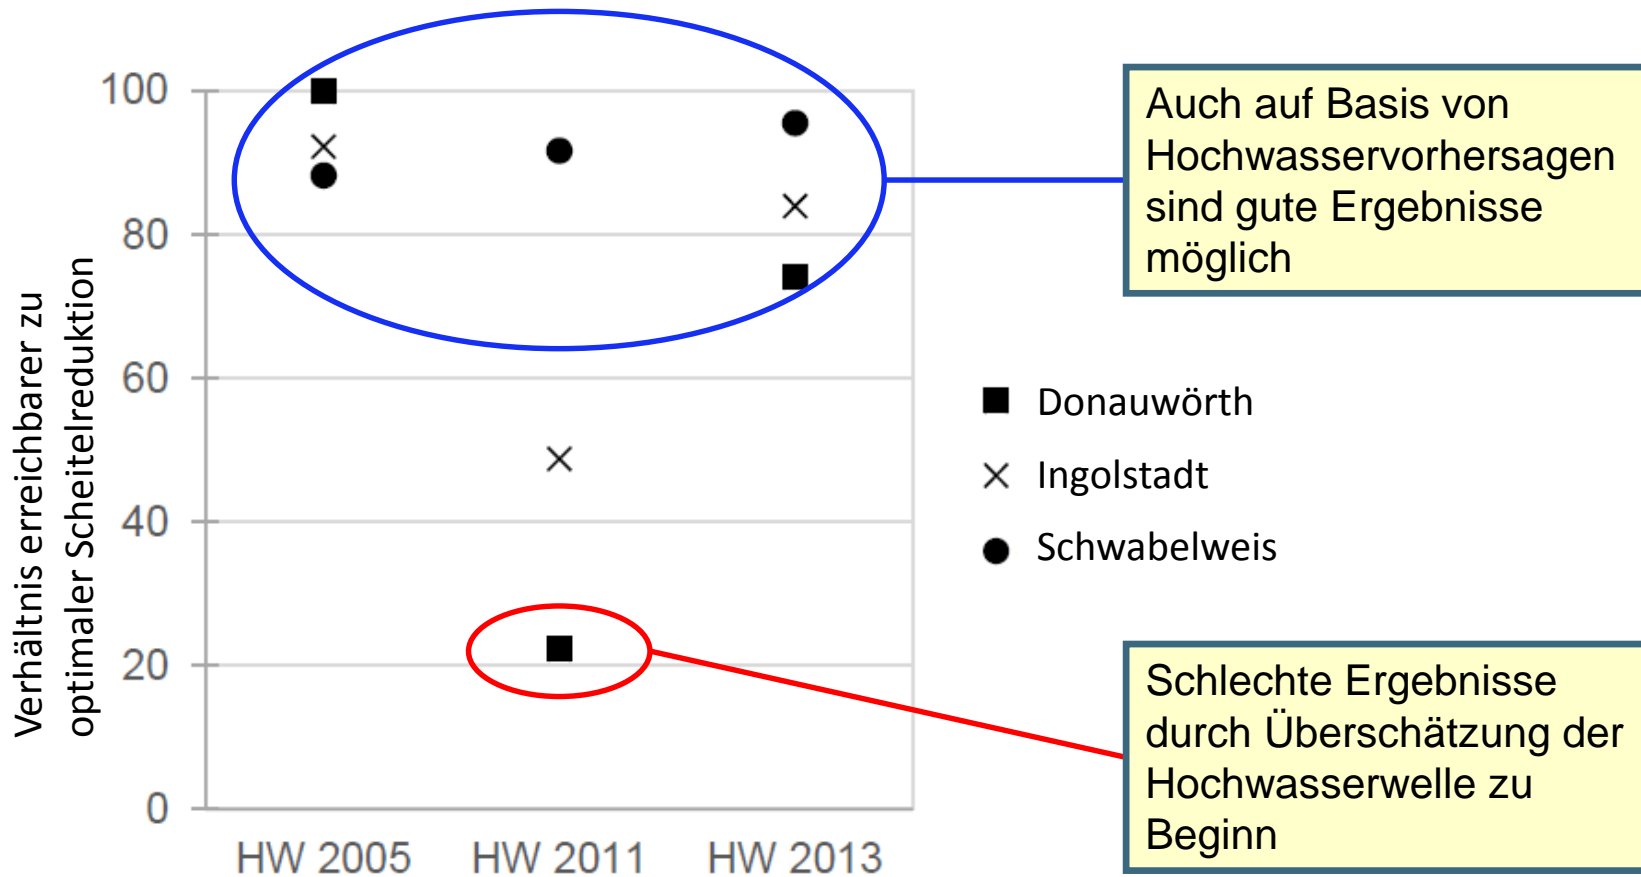 Verhältnis erreichbarer zu
optimaler Scheitelreduktion
100
80
60
40
20
0
HW 2005
HW 2011
HW 2013
Auch auf Basis von
Hochwasservorhersagen
sind gute Ergebnisse
möglich
Donauwörth
Ingolstadt
Schwabelweis
Schlechte Ergebnisse
durch Überschätzung der
Hochwasserwelle zu
Beginn